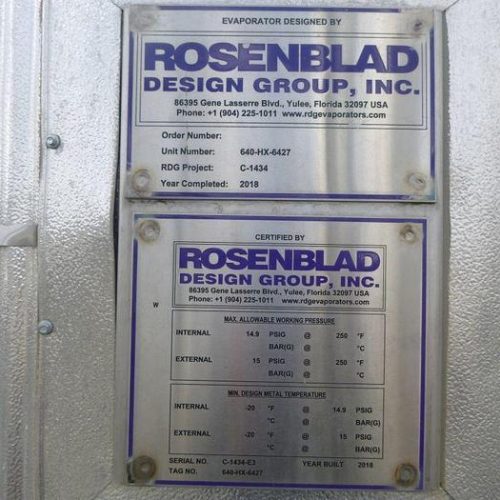 EVAPORATOR DESIGNED BY
ROSENBLAD
DESIGN GROUP, INC.
86395 Gene Lasserre Blvd., Yulee, Florida 32097 USA
Phone: +1 (904) 225-1011 www.rdgevaporators.com
Order Number:
Unit Number: 640-HX-6427
RDG Project: C-1434
Year Completed: 2018
CERTIFIED BY
ROSENBLAD
DESIGN GROUP, INC.
86395 Gene Lasserre Blvd., Yulee, Florida 32097 USA
Phone: +1 (904) 225-1011 www.rdgevaporators.com
W
MAX. ALLOWABLE WORKING PRESSURE
INTERNAL 14.9 PSIG @ 250 °F
BAR(G) @ °C
EXTERNAL 15 PSIG @ 250 °F
BAR(G) @ °C
MIN. DESIGN METAL TEMPERATURE
INTERNAL -20 °F @ 14.9 PSIG
°C @ BAR(G)
EXTERNAL -20 °F @ 15 PSIG
°C @ BAR(G)
SERIAL NO. C-1434-E3 YEAR BUILT 2018
TAG NO. 640-HX-6427